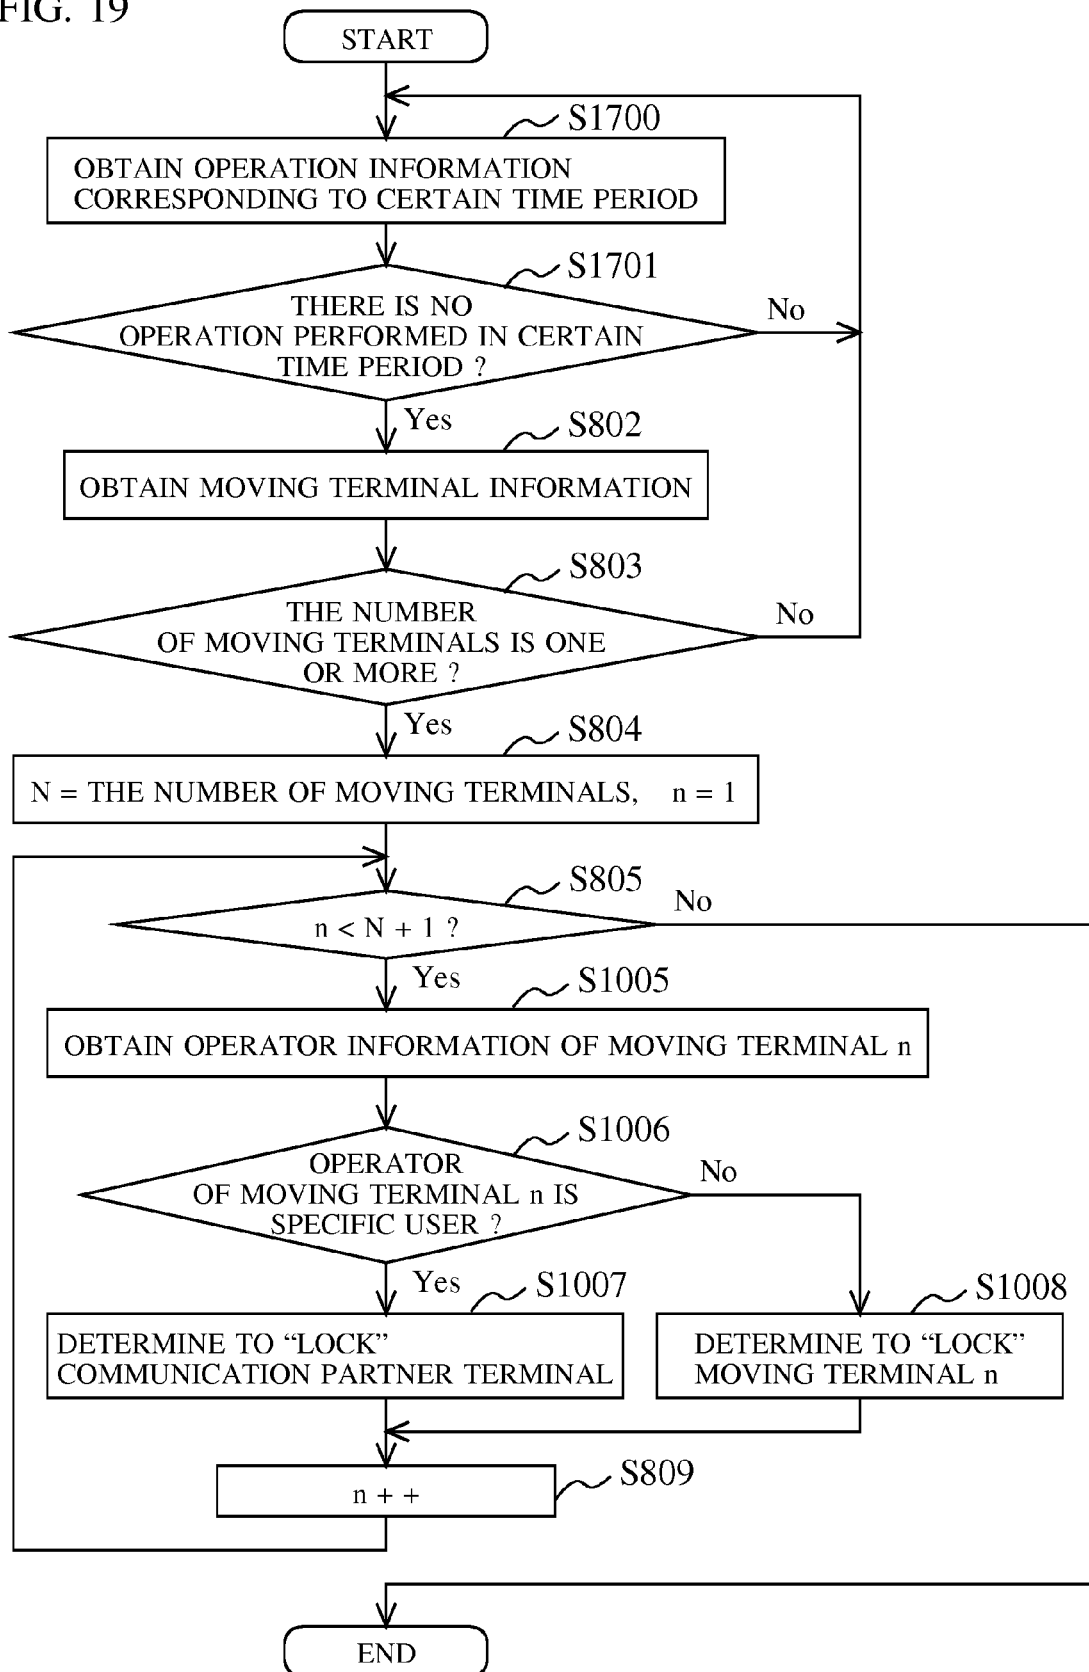 FIG. 19
START
S1700
OBTAIN OPERATION INFORMATION
CORRESPONDING TO CERTAIN TIME PERIOD
S1701
THERE IS NO
OPERATION PERFORMED IN CERTAIN
TIME PERIOD ?
No
Yes
S802
OBTAIN MOVING TERMINAL INFORMATION
S803
THE NUMBER
OF MOVING TERMINALS IS ONE
OR MORE ?
No
Yes
S804
N = THE NUMBER OF MOVING TERMINALS, n = 1
S805
n < N + 1 ?
No
Yes
S1005
OBTAIN OPERATOR INFORMATION OF MOVING TERMINAL n
S1006
OPERATOR
OF MOVING TERMINAL n IS
SPECIFIC USER ?
No
Yes
S1007
DETERMINE TO “LOCK”
COMMUNICATION PARTNER TERMINAL
S1008
DETERMINE TO “LOCK”
MOVING TERMINAL n
S809
n + +
END